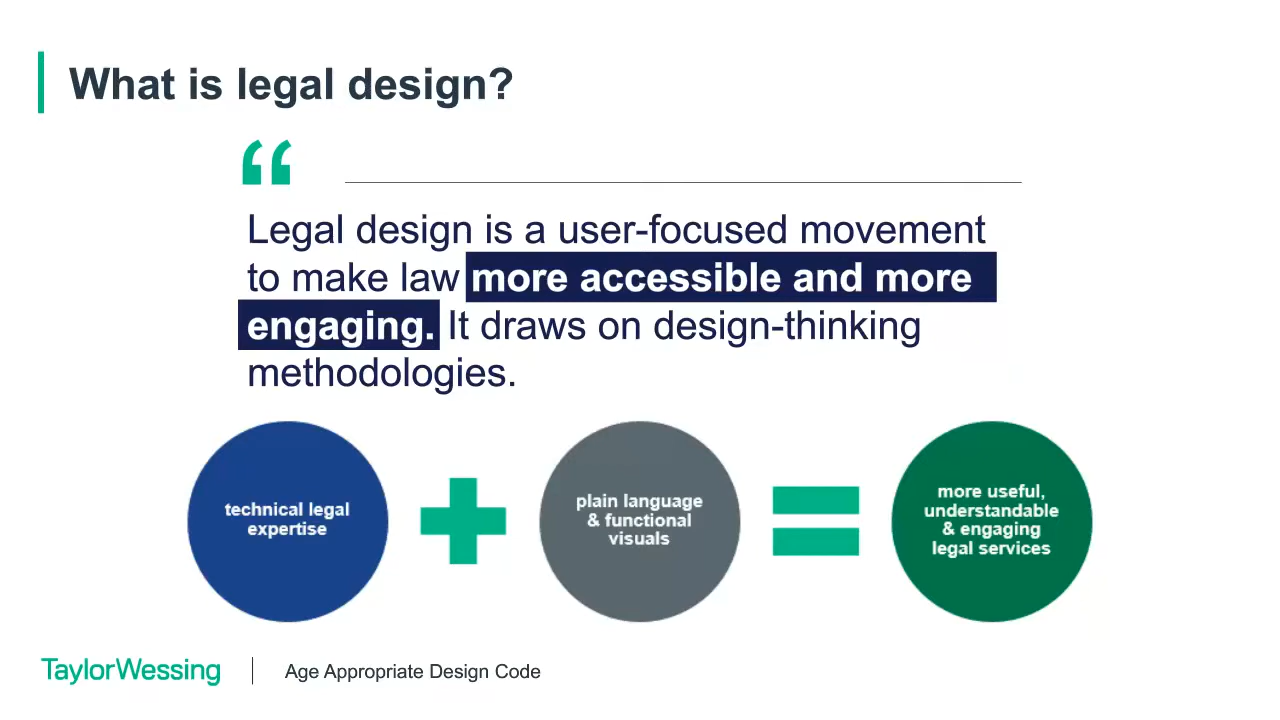 What is legal design?
“
Legal design is a user-focused movement
to make law more accessible and more
engaging. It draws on design-thinking
methodologies.
technical legal
expertise
plain language
& functional
visuals
more useful,
understandable
& engaging
legal services
TaylorWessing
Age Appropriate Design Code